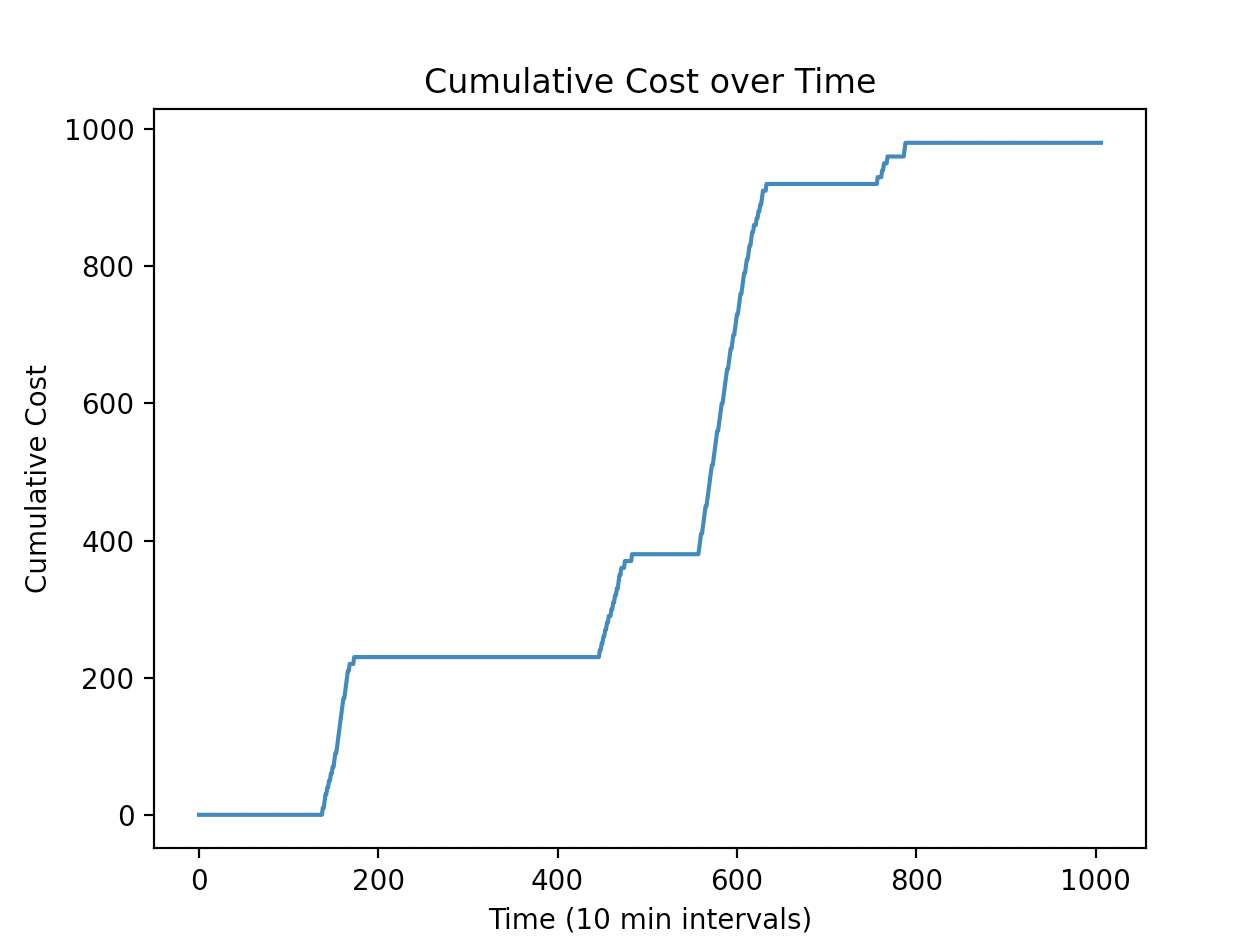 Cumulative Cost over Time
1000
800
600
400
200
0
Cumulative Cost
0 200 400 600 800 1000
Time (10 min intervals)